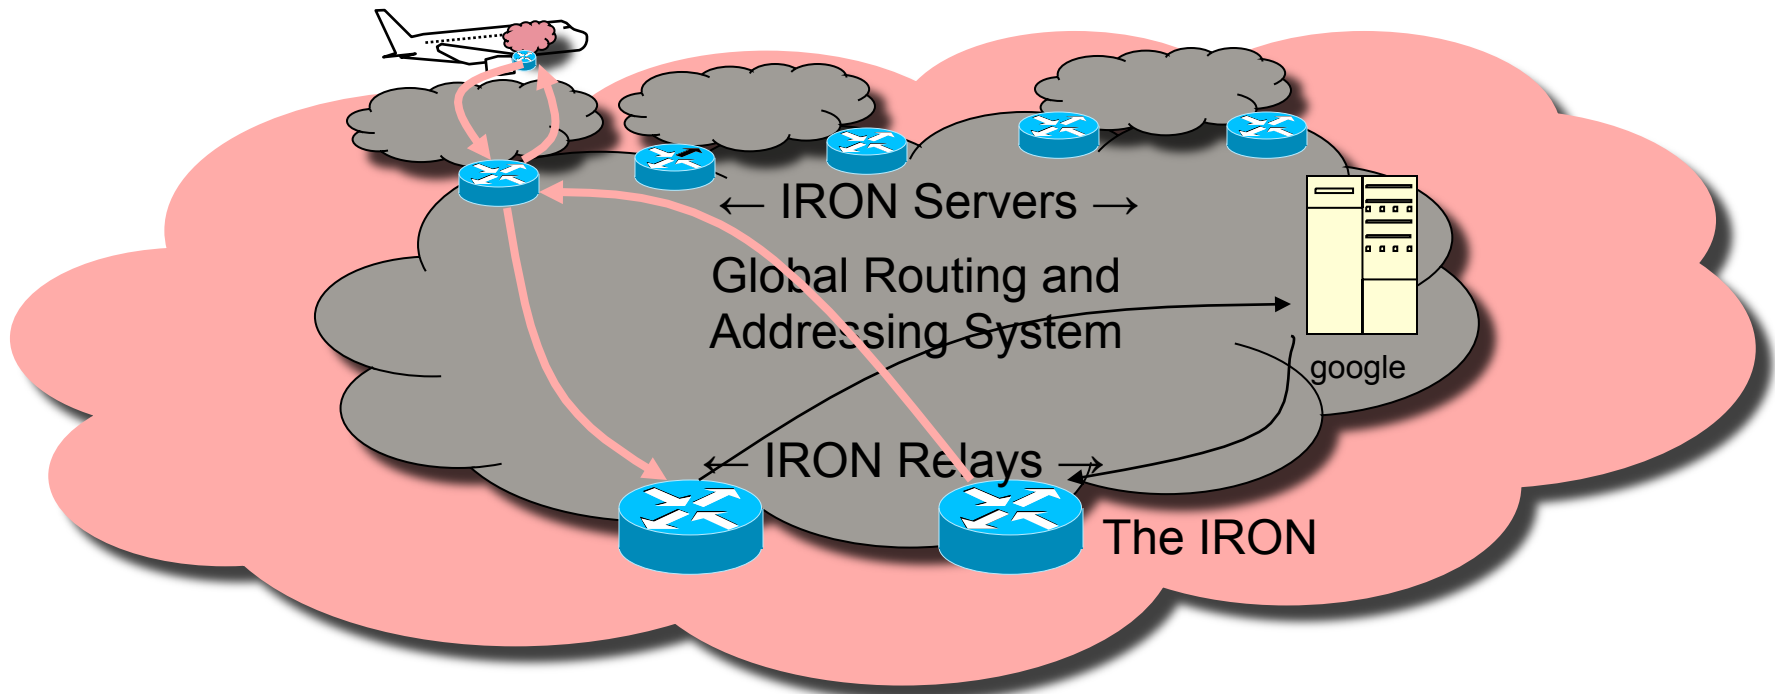 ← IRON Servers →
Global Routing and
Addressing System
google
← IRON Relays →
The IRON